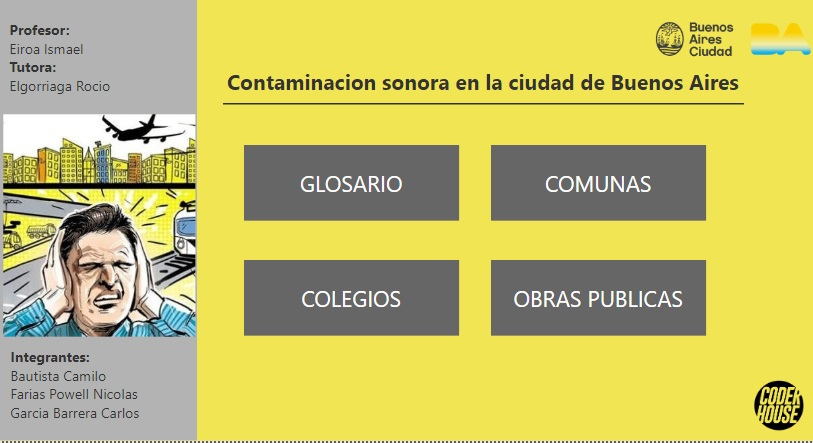 Profesor:
Eiroa Ismael
Tutora:
Elgorriaga Rocio
Integrantes:
Bautista Camilo
Farias Powell Nicolas
Garcia Barrera Carlos
Buenos
Aires
Ciudad
BA
Contaminacion sonora en la ciudad de Buenos Aires
GLOSARIO
COMUNAS
COLEGIOS
OBRAS PUBLICAS
CODER
HOUSE